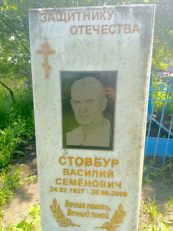 ЗАЩИТНИКУ
ОТЕЧЕСТВА
СТОВБУР
ВАСИЛИЙ
СЕМЁНОВИЧ
Вечная память,
Вечный покой